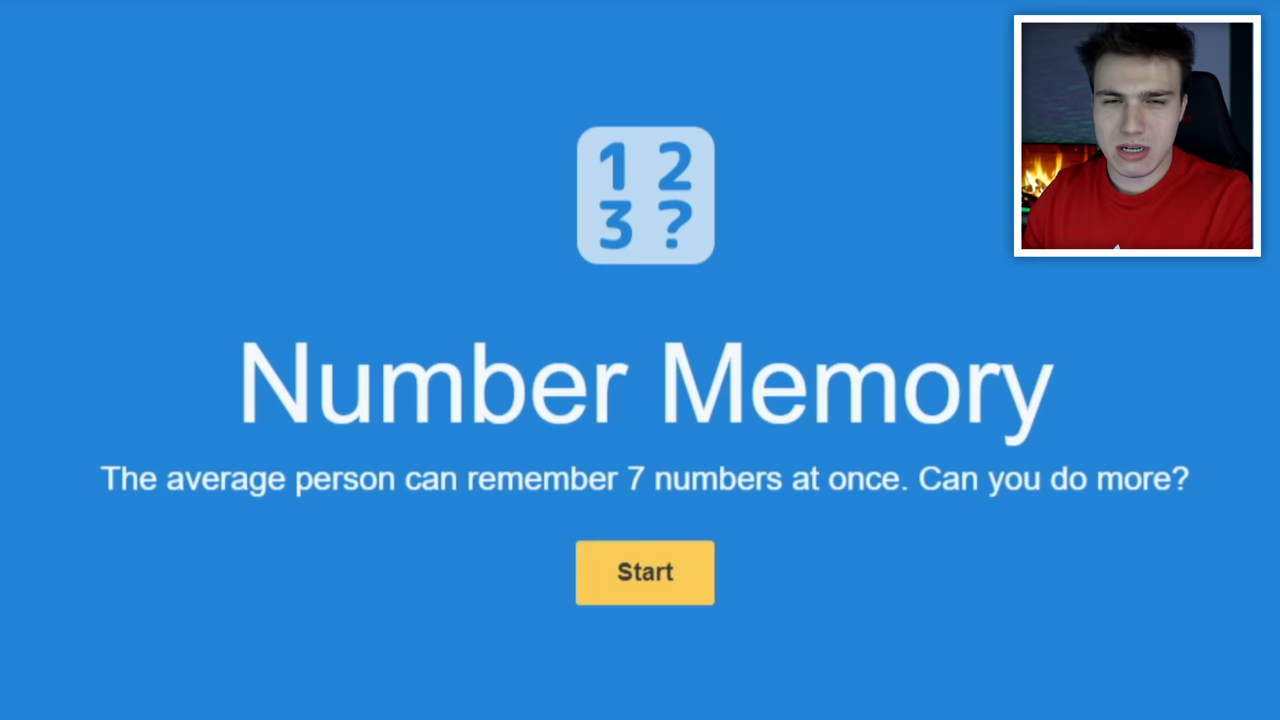 1 2
3 ?
Number Memory
The average person can remember 7 numbers at once. Can you do more?
Start